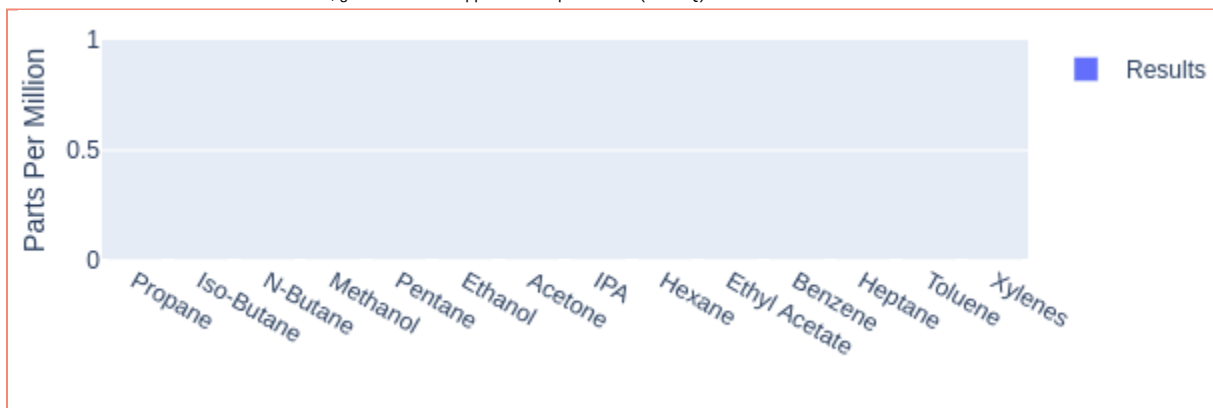 1
Results
Parts Per Million
0.5
0
Propane
Iso-Butane
N-Butane
Methanol
Pentane
Ethanol
Acetone
IPA
Hexane
Ethyl Acetate
Benzene
Heptane
Toluene
Xylenes